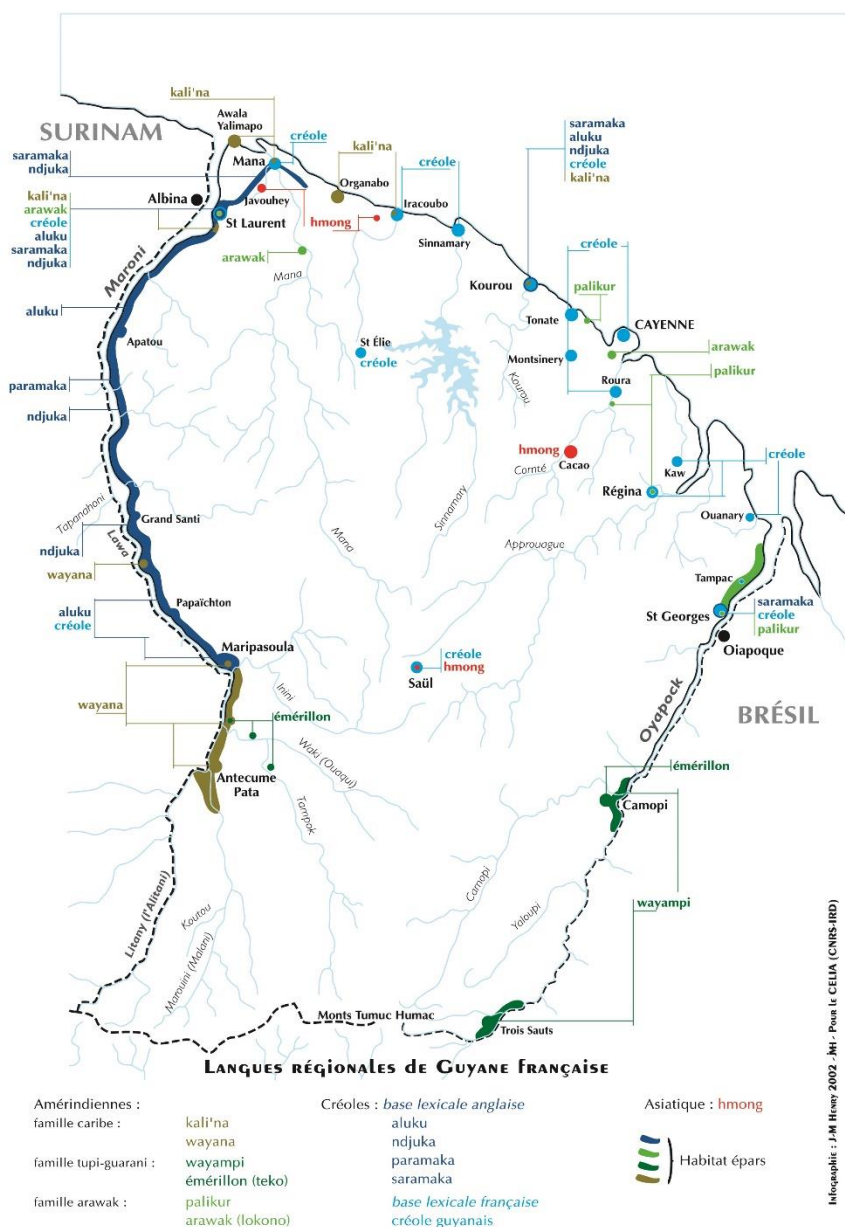 kali'na
Awala
Yalimapo
SURINAM
créole
saramaka
ndjuka
Mana
kali'na
saramaka
aluku
ndjuka
créole
kali'na
créole
Albina
Javouhey
Organabo
Iracoubo
kali'na
arawak
créole
aluku
saramaka
ndjuka
St Laurent
hmong
Sinnamary
arawak
créole
Maroni
Mana
Kourou
palikur
aluku
Tonate
CAYENNE
Apatou
St Élie
créole
Montsinery
arawak
Kourou
Roura
palikur
paramaka
ndjuka
hmong
Cacao
Comté
Kaw
créole
Régina
Tapanahoni
Grand Santi
Sinnamary
Mana
Approuague
Ouanary
Lawa
ndjuka
wayana
Tampac
Papaïchton
aluku
créole
St Georges
saramaka
créole
palikur
Oiapoque
Maripasoula
créole
hmong
Saül
Inini
wayana
émérillon
BRÉSIL
Oyapock
Waki (Ouaqui)
émérillon
Antecume
Pata
Tampok
Camopi
Camopi
wayampi
Yaloupi
Litany (l'Alitani)
Koutou
Marouini (Malani)
Monts Tumuc Humac
Trois Sauts
Langues régionales de Guyane française
Amérindiennes :
famille caribe : kali'na
wayana
famille tupi-guarani : wayampi
émérillon (teko)
famille arawak : palikur
arawak (lokono)
Créoles : base lexicale anglaise
aluku
ndjuka
paramaka
saramaka
base lexicale française
créole guyanais
Asiatique : hmong
Habitat épars
Infographie : J-M Henry 2002 - JMH - Pour le CELIA (CNRS-IRD)